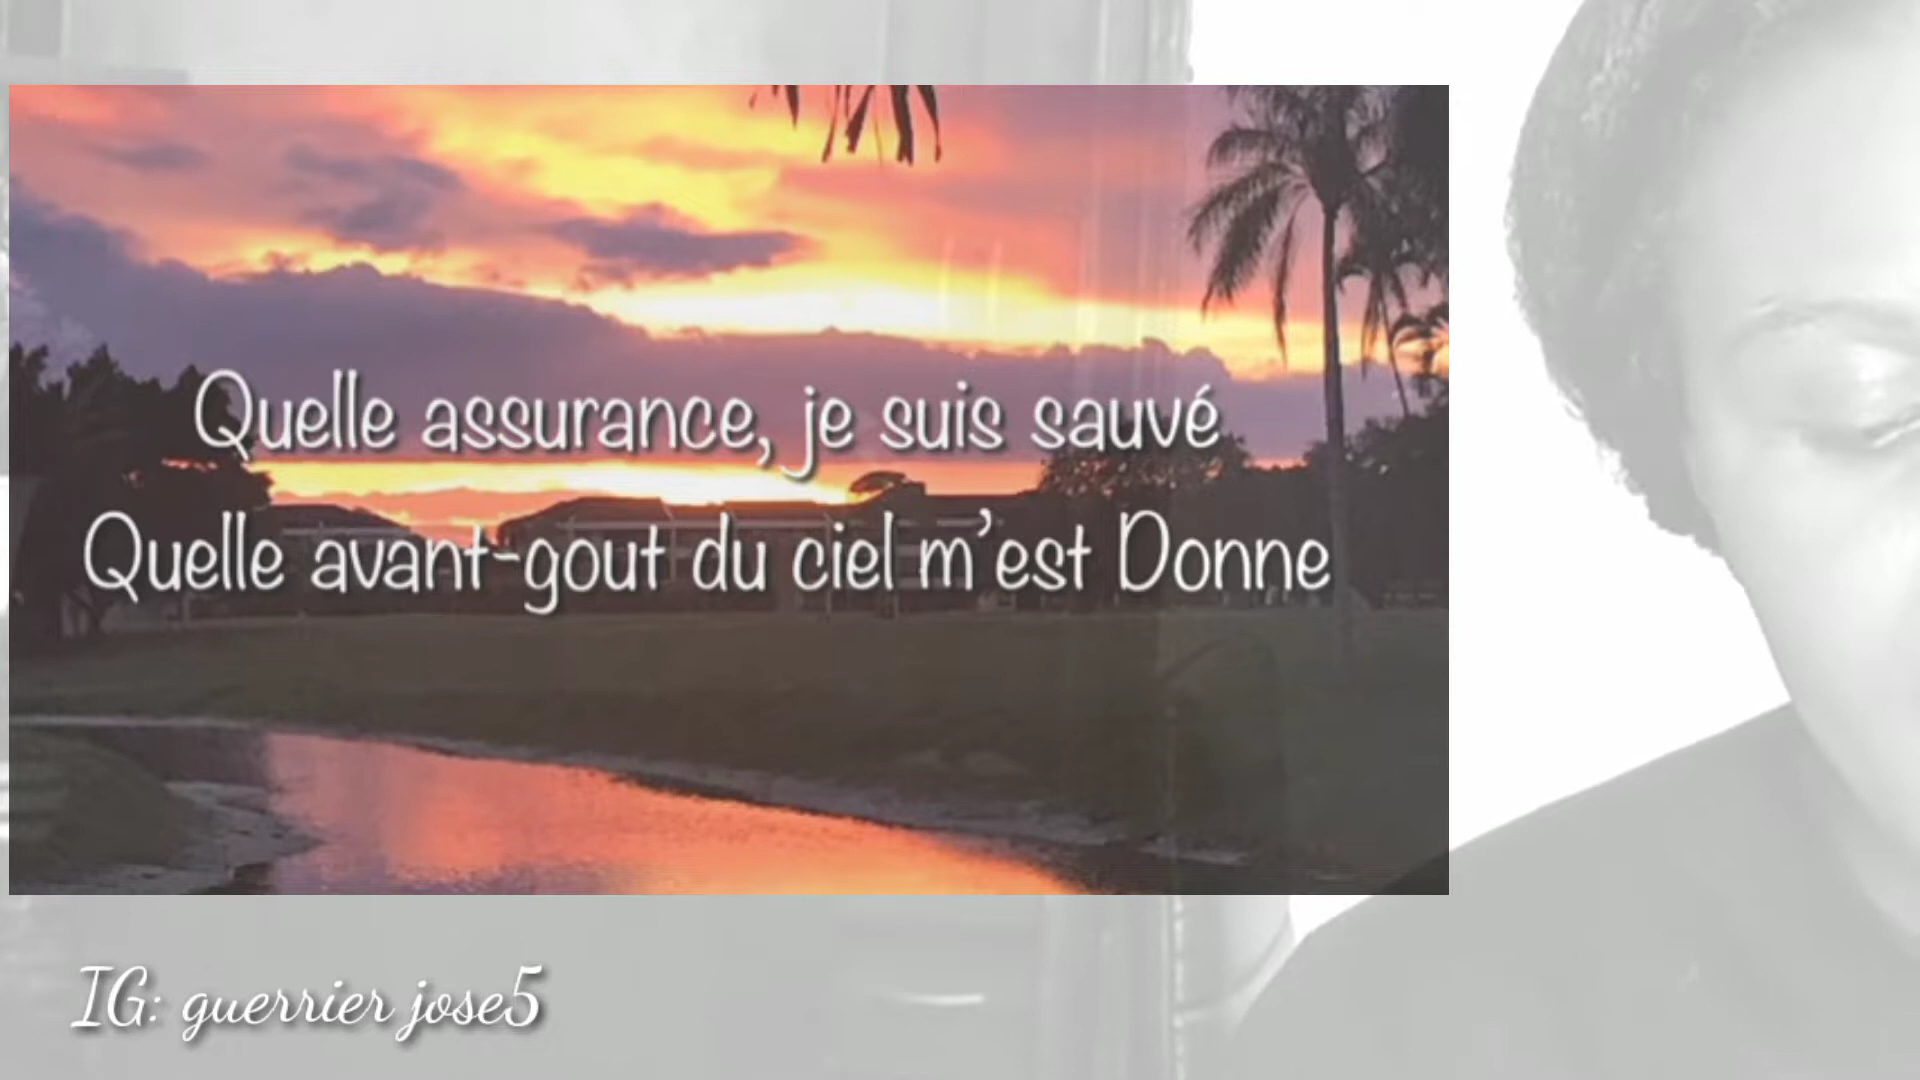 Quelle assurance, je suis sauvé
Quelle avant-gout du ciel m'est Donne
IG: guerrier jose5